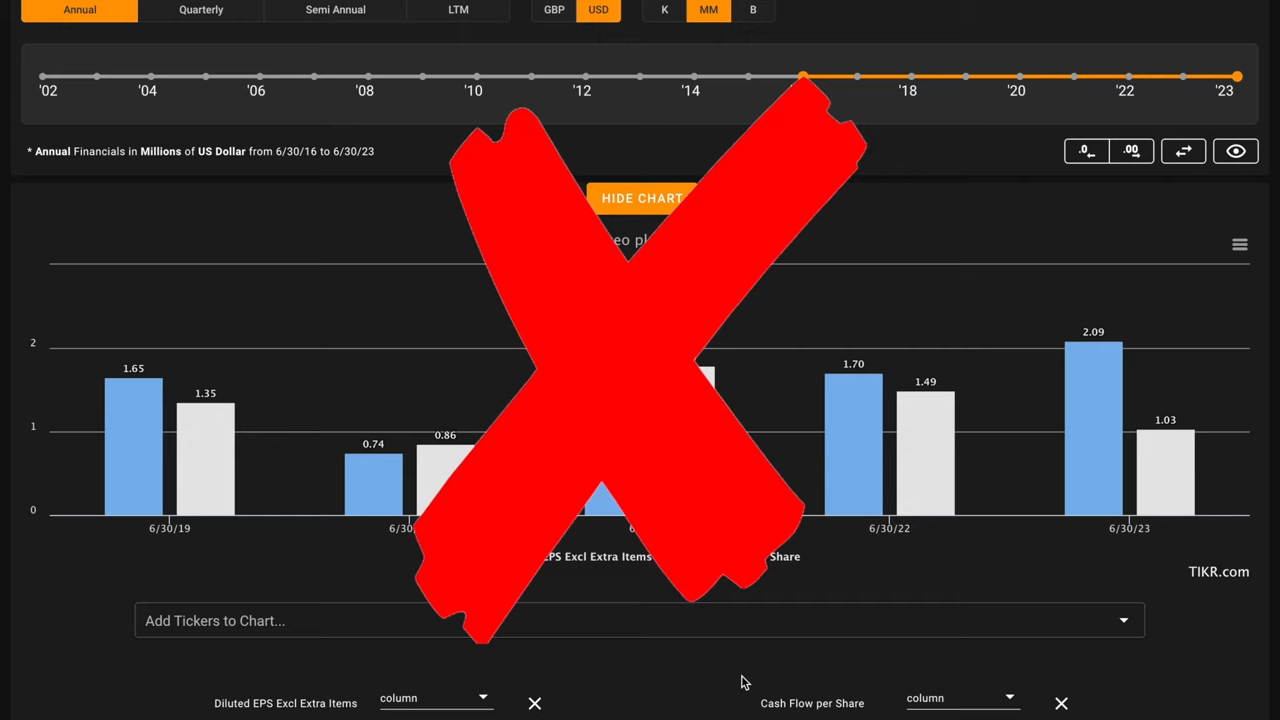 Annual Quarterly Semi Annual LTM GBP USD K MM B
'02 '04 '06 '08 '10 '12 '14 '18 '20 '22 '23
* Annual Financials in Millions of US Dollar from 6/30/16 to 6/30/23
.0 .00
HIDE CHART
2
1
0
1.65
1.35
0.74
0.86
1.70
1.49
2.09
1.03
6/30/19 6/30/22 6/30/23
EPS Excl Extra Items Share
TIKR.com
Add Tickers to Chart...
Diluted EPS Excl Extra Items column Cash Flow per Share column